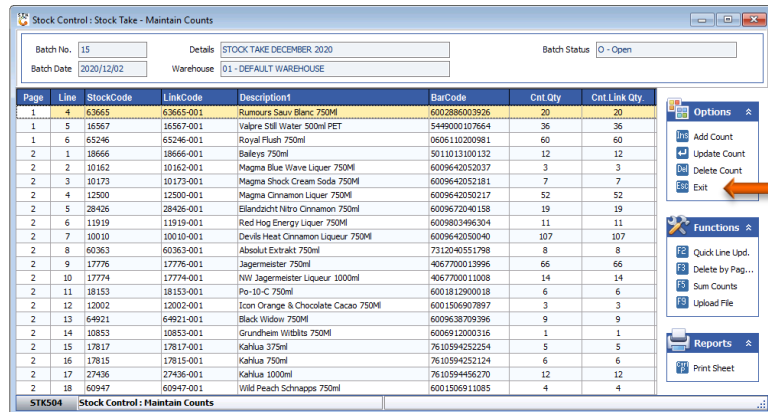 Stock Control : Stock Take - Maintain Counts
Batch No. 15 Details STOCK TAKE DECEMBER 2020 Batch Status O - Open
Batch Date 2020/12/02 Warehouse 01 - DEFAULT WAREHOUSE
Page Line StockCode LinkCode Description1 BarCode Cnt.Qty Cnt.Link Qty.
1 4 63665 63665-001 Rumours Sauv Blanc 750Ml 6002886003926 20 20
1 5 16567 16567-001 Valpre Still Water 500ml PET 5449000107664 36 36
1 6 65246 65246-001 Royal Flush 750ml 0606110200981 60 60
2 1 18666 18666-001 Baileys 750ml 5011013100132 12 12
2 2 10162 10162-001 Magma Blue Wave Liquer 750Ml 6009642052037 3 3
2 3 10173 10173-001 Magma Shock Cream Soda 750Ml 6009642052181 7 7
2 4 12500 12500-001 Magma Cinnamon Liquer 750Ml 6009642050217 52 52
2 5 28426 28426-001 Eilandzicht Nitro Cinnamon 750ml 6009672040158 19 19
2 6 11919 11919-001 Red Hog Energy Liquer 750Ml 6009803496304 11 11
2 7 10010 10010-001 Devils Heat Cinnamon Liqueur 750Ml 6009642050040 107 107
2 8 60363 60363-001 Absolut Extrakt 750ml 7312040551798 8 8
2 9 17776 17776-001 Jagermeister 750ml 4067700013996 66 66
2 10 17774 17774-001 NW Jagermeister Liqueur 1000ml 4067700011008 14 14
2 11 18153 18153-001 Po-10-C 750ml 6001812900018 6 6
2 12 12002 12002-001 Icon Orange & Chocolate Cacao 750Ml 6001506907897 3 3
2 13 64921 64921-001 Black Widow 750Ml 6009638709396 9 9
2 14 10853 10853-001 Grundheim Witblits 750Ml 6006912000316 1 1
2 15 17817 17817-001 Kahlua 375ml 7610594252254 5 5
2 16 17815 17815-001 Kahlua 750ml 7610594252124 6 6
2 17 27436 27436-001 Kahlua 1000ml 7610594456270 12 12
2 18 60947 60947-001 Wild Peach Schnapps 750ml 6001506911085 4 4
Options
Ins Add Count
Update Count
Del Delete Count
Esc Exit
Functions
F2 Quick Line Upd.
F3 Delete by Pag...
F5 Sum Counts
F9 Upload File
Reports
Print Sheet
STK504 Stock Control : Maintain Counts